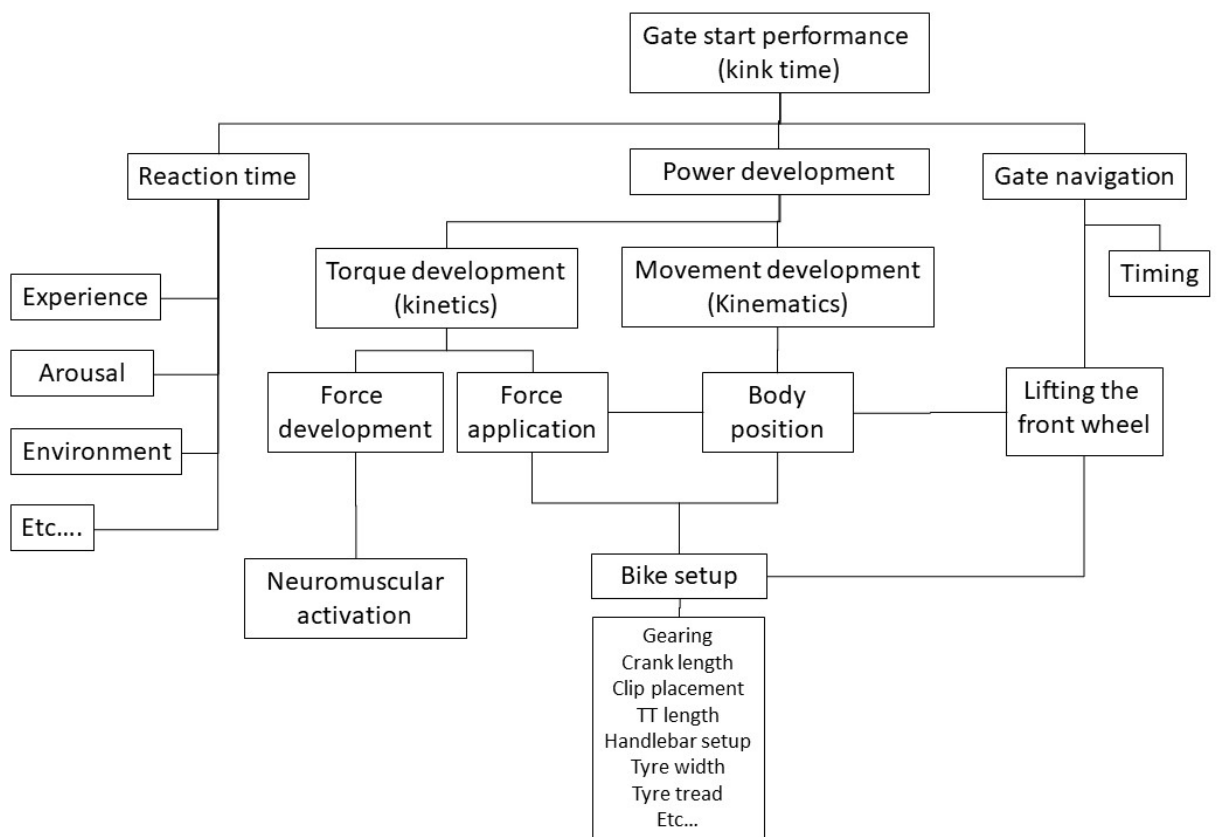 Gate start performance
(kink time)
Reaction time
Power development
Gate navigation
Torque development
(kinetics)
Movement development
(Kinematics)
Timing
Experience
Arousal
Environment
Etc....
Force
development
Force
application
Body
position
Lifting the
front wheel
Neuromuscular
activation
Bike setup
Gearing
Crank length
Clip placement
TT length
Handlebar setup
Tyre width
Tyre tread
Etc...